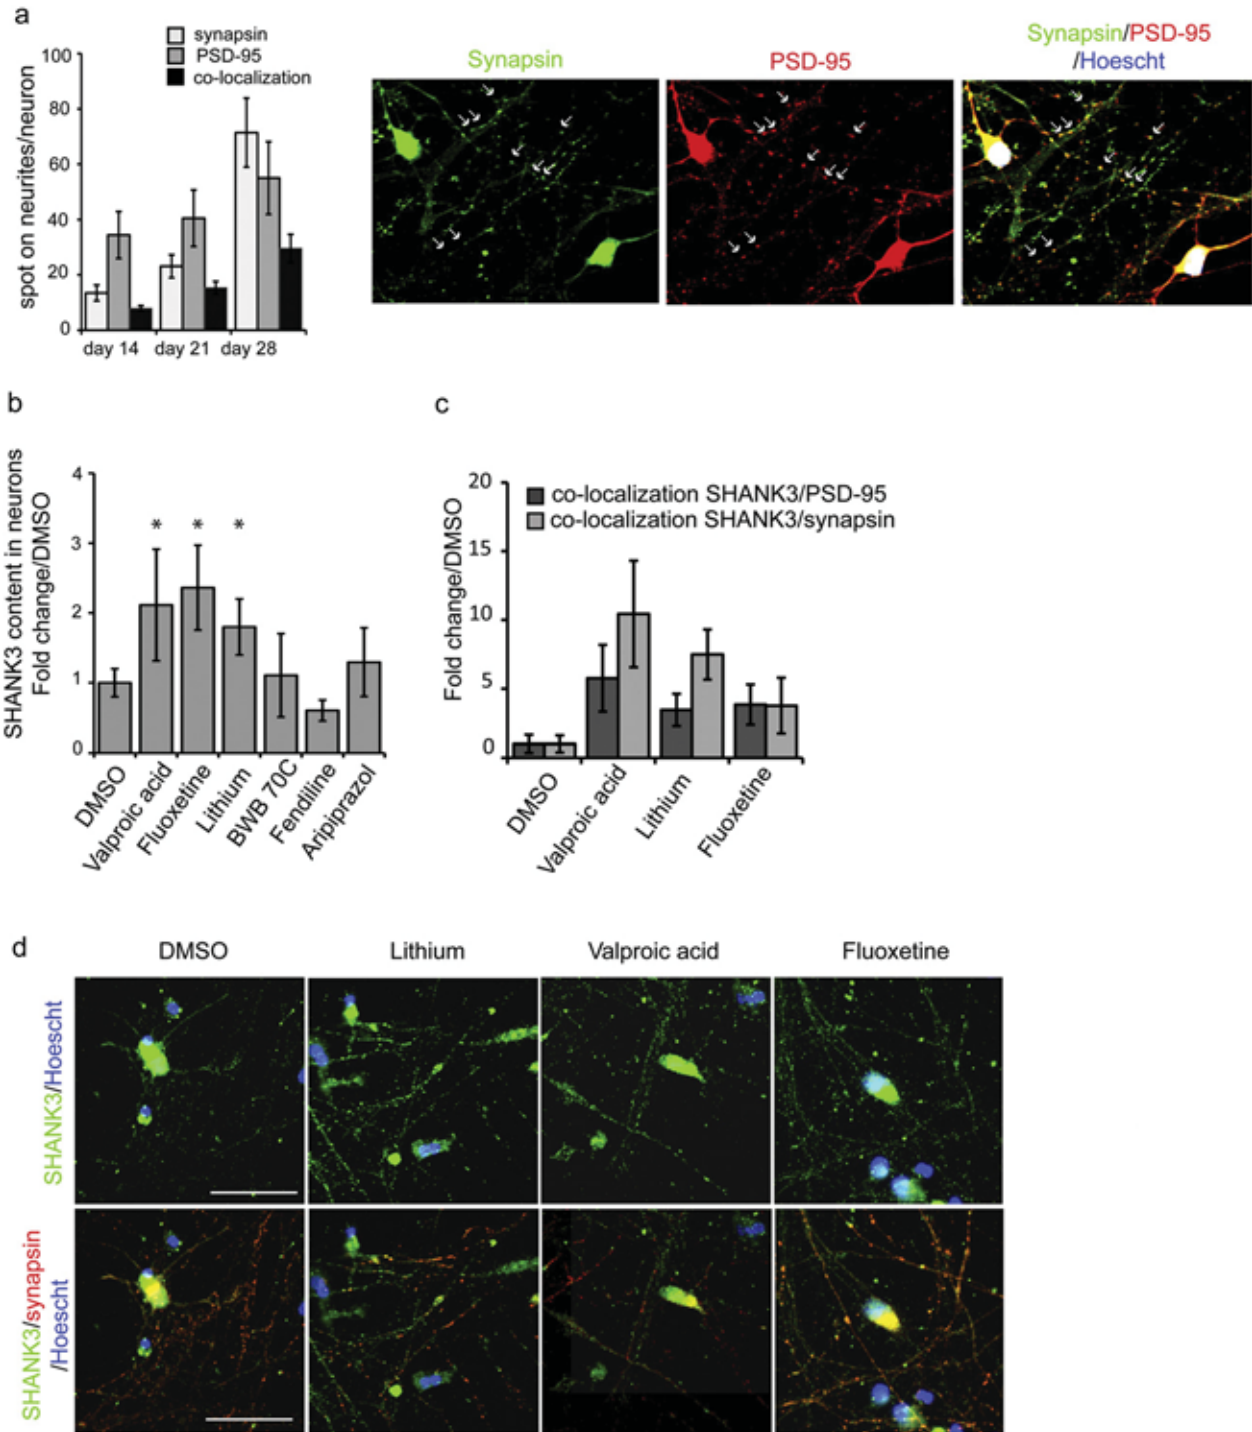 a
synapsin
PSD-95
co-localization
100
80
60
40
20
0
spot on neurites/neuron
day 14
day 21
day 28
Synapsin
PSD-95
Synapsin/PSD-95
/Hoescht
b
SHANK3 content in neurons
Fold change/DMSO
4
3
2
1
0
* * *
DMSO
Valproic acid
Fluoxetine
Lithium
BWB 70C
Fendiline
Aripiprazol
c
Fold change/DMSO
20
15
10
5
0
co-localization SHANK3/PSD-95
co-localization SHANK3/synapsin
DMSO
Valproic acid
Lithium
Fluoxetine
d
DMSO
Lithium
Valproic acid
Fluoxetine
SHANK3/Hoescht
SHANK3/synapsin
/Hoescht